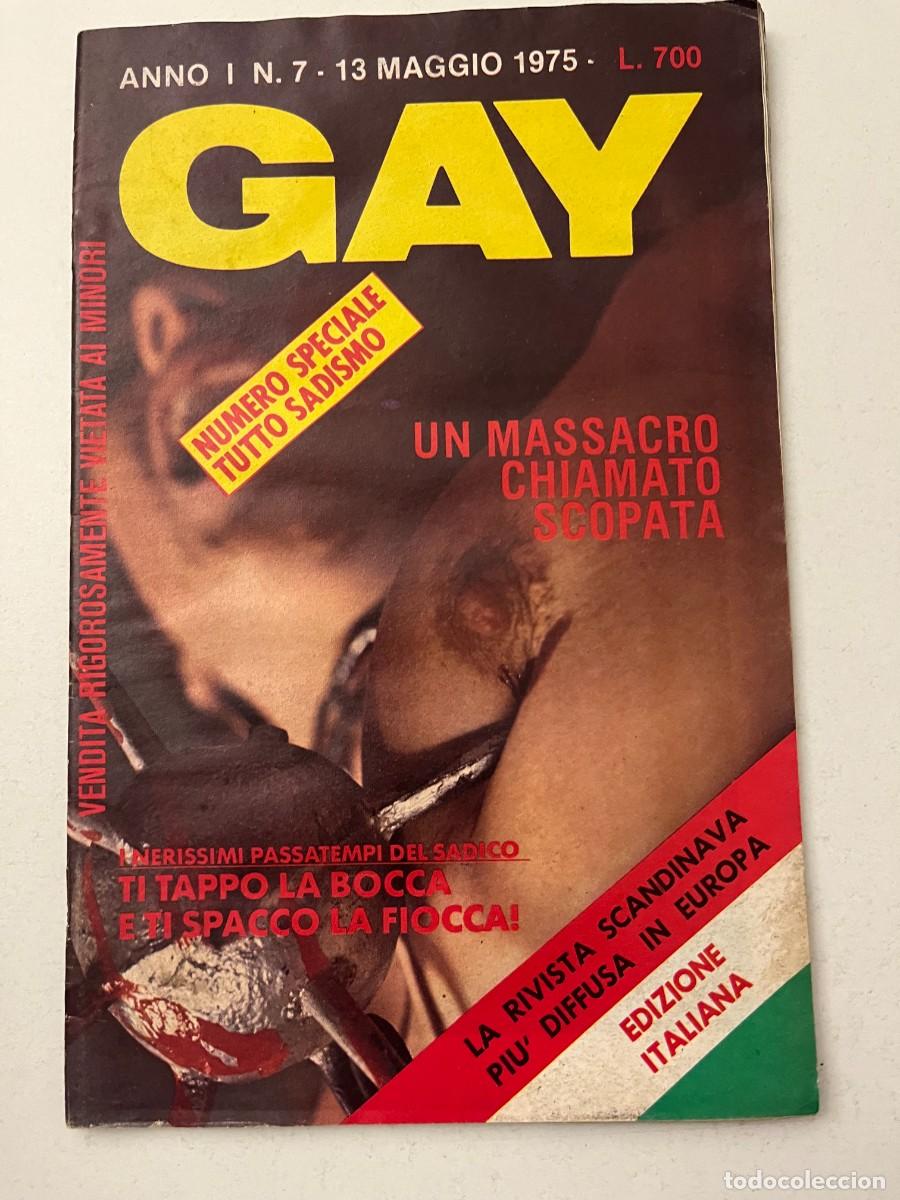 ANNO I N. 7 - 13 MAGGIO 1975 - L. 700
GAY
VENDITA RIGOROSAMENTE VIETATA AI MINORI
NUMERO SPECIALE
TUTTO SADISMO
UN MASSACRO
CHIAMATO
SCOPATA
I NERISSIMI PASSATEMPI DEL SADICO
TI TAPPO LA BOCCA
E TI SPACCO LA FIOCCA!
LA RIVISTA SCANDINAVA
PIU' DIFFUSA IN EUROPA
EDIZIONE
ITALIANA
todocoleccion